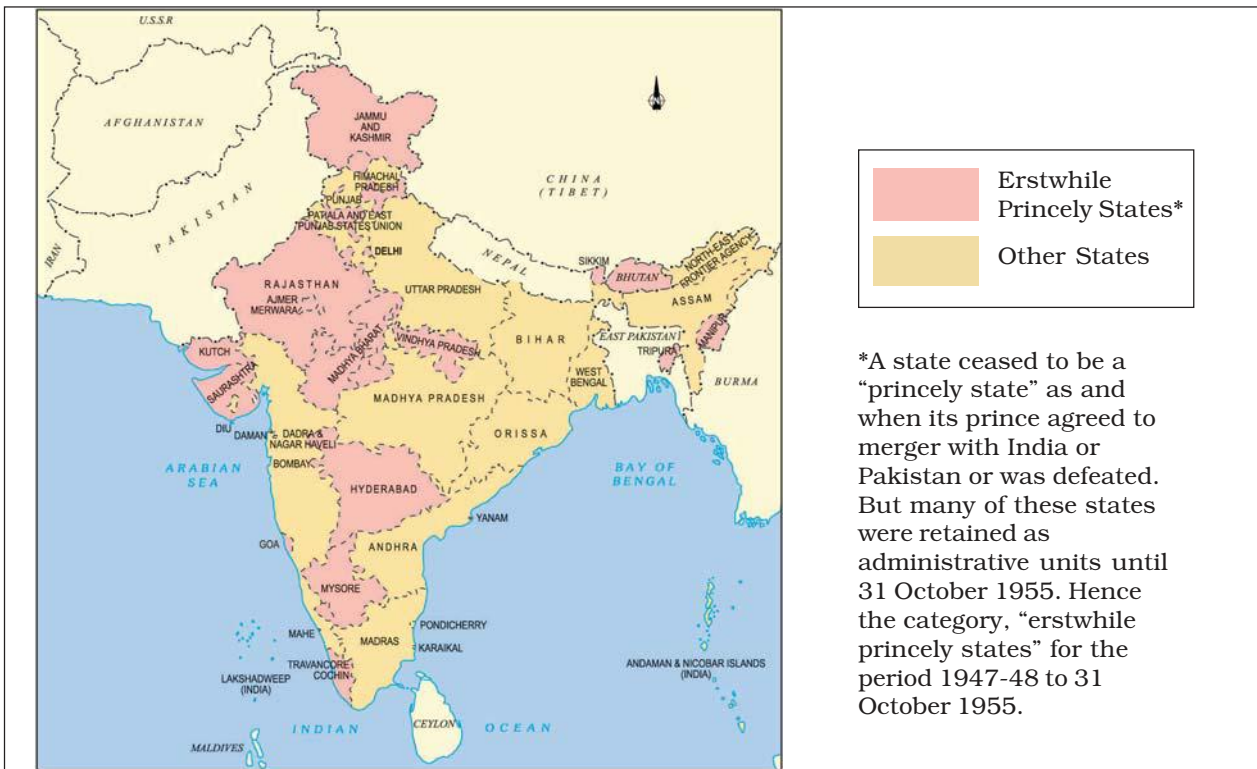 U.S.S.R
AFGHANISTAN
PAKISTAN
IRAN
CHINA
(TIBET)
NEPAL
JAMMU
AND
KASHMIR
HIMACHAL
PRADESH
PUNJAB
PATIALA AND EAST
PUNJAB STATES UNION
DELHI
RAJASTHAN
AJMER
MERWARA
UTTAR PRADESH
SIKKIM
BHUTAN
NORTH-EAST
FRONTIER AGENCY
ASSAM
MANIPUR
TRIPURA
EAST PAKISTAN
BURMA
BIHAR
WEST
BENGAL
VINDHYA PRADESH
MADHYA BHARAT
KUTCH
SAURASHTRA
MADHYA PRADESH
ORISSA
DIU
DAMAN
DADRA &
NAGAR HAVELI
BOMBAY
ARABIAN
SEA
BAY OF
BENGAL
HYDERABAD
YANAM
GOA
ANDHRA
MYSORE
MAHE
MADRAS
PONDICHERRY
KARAIKAL
TRAVANCORE
COCHIN
LAKSHADWEEP
(INDIA)
ANDAMAN & NICOBAR ISLANDS
(INDIA)
CEYLON
INDIAN OCEAN
MALDIVES
N
Erstwhile
Princely States*
Other States
*A state ceased to be a
“princely state” as and
when its prince agreed to
merger with India or
Pakistan or was defeated.
But many of these states
were retained as
administrative units until
31 October 1955. Hence
the category, “erstwhile
princely states” for the
period 1947-48 to 31
October 1955.